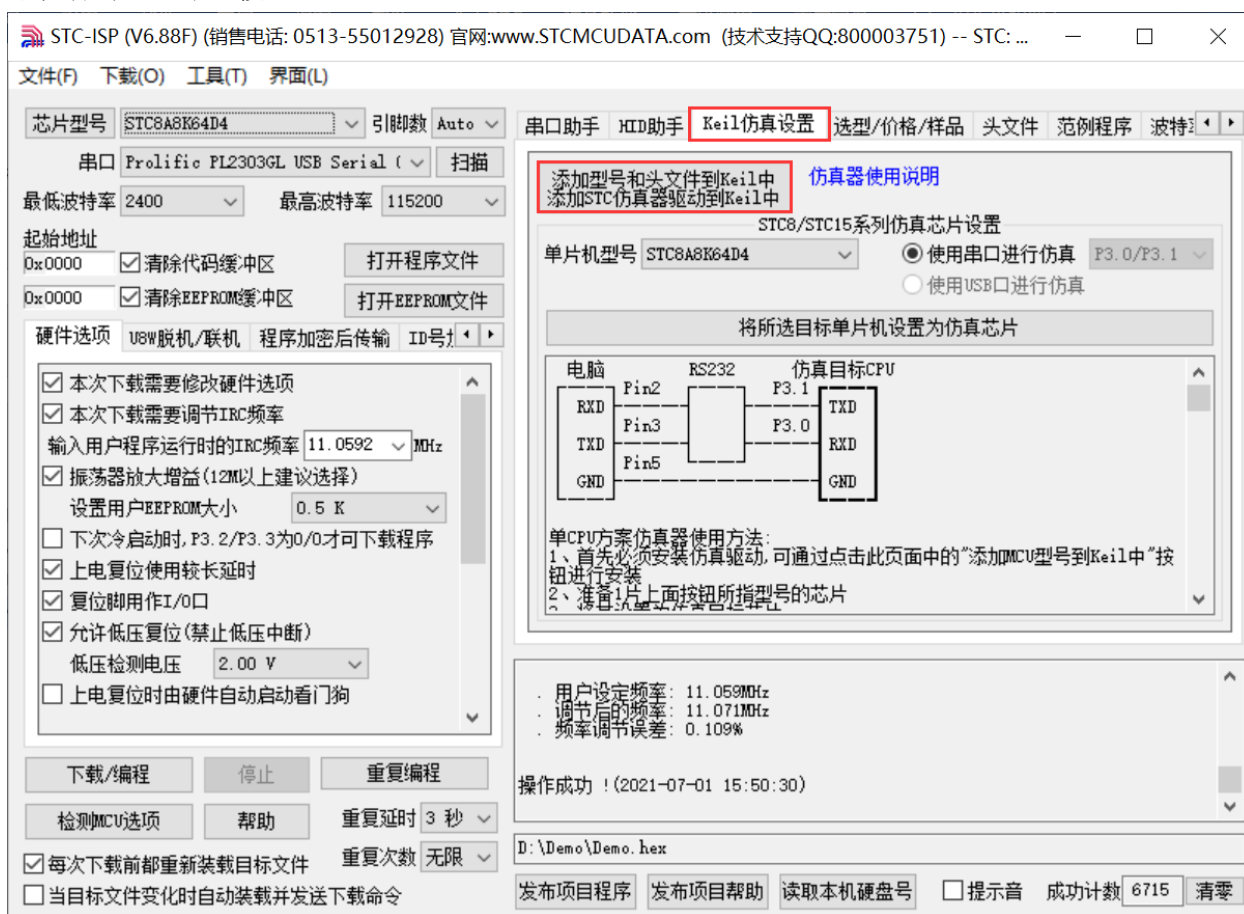 STC-ISP (V6.88F) (销售电话: 0513-55012928) 官网:www.STCMCUDATA.com (技术支持QQ:800003751) -- STC: ...
文件(F) 下载(O) 工具(T) 界面(L)
芯片型号 STC8A8K64D4 引脚数 Auto
串口 Prolific PL2303GL USB Serial ( 扫描
最低波特率 2400 最高波特率 115200
起始地址
0x0000 清除代码缓冲区 打开程序文件
0x0000 清除EEPROM缓冲区 打开EEPROM文件
硬件选项 U8W脱机/联机 程序加密后传输 ID号
本次下载需要修改硬件选项
本次下载需要调节IRC频率
输入用户程序运行时的IRC频率 11.0592 MHz
振荡器放大增益(12M以上建议选择)
设置用户EEPROM大小 0.5 K
下次冷启动时,P3.2/P3.3为0/0才可下载程序
上电复位使用较长延时
复位脚用作I/O口
允许低压复位(禁止低压中断)
低压检测电压 2.00 V
上电复位时由硬件自动启动看门狗
下载/编程 停止 重复编程
检测MCU选项 帮助 重复延时 3 秒
每次下载前都重新装载目标文件 重复次数 无限
当目标文件变化时自动装载并发送下载命令
串口助手 HID助手 Keil仿真设置 选型/价格/样品 头文件 范例程序 波特
添加型号和头文件到Keil中
添加STC仿真器驱动到Keil中
仿真器使用说明
STC8/STC15系列仿真芯片设置
单片机型号 STC8A8K64D4 使用串口进行仿真 P3.0/P3.1
使用USB口进行仿真
将所选目标单片机设置为仿真芯片
电脑 RS232 仿真目标CPU
Pin2 P3.1
RXD TXD
Pin3 P3.0
TXD RXD
Pin5
GND GND
单CPU方案仿真器使用方法:
1、首先必须安装仿真驱动,可通过点击此页面中的"添加MCU型号到Keil中"按
钮进行安装
2、准备1片上面按钮所指型号的芯片
. 用户设定频率: 11.059MHz
. 调节后的频率: 11.071MHz
. 频率调节误差: 0.109%
操作成功 !(2021-07-01 15:50:30)
D:\Demo\Demo.hex
发布项目程序 发布项目帮助 读取本机硬盘号 提示音 成功计数 6715 清零